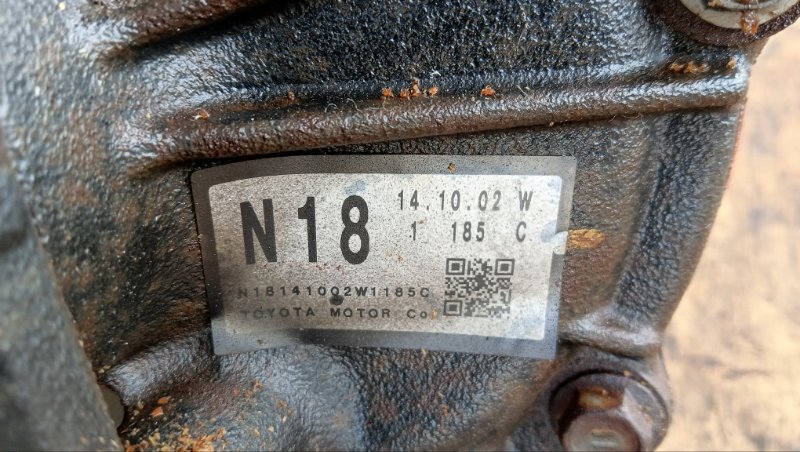 N18
14.10.02 W
1 185 C
N18141002W1185C
TOYOTA MOTOR Co